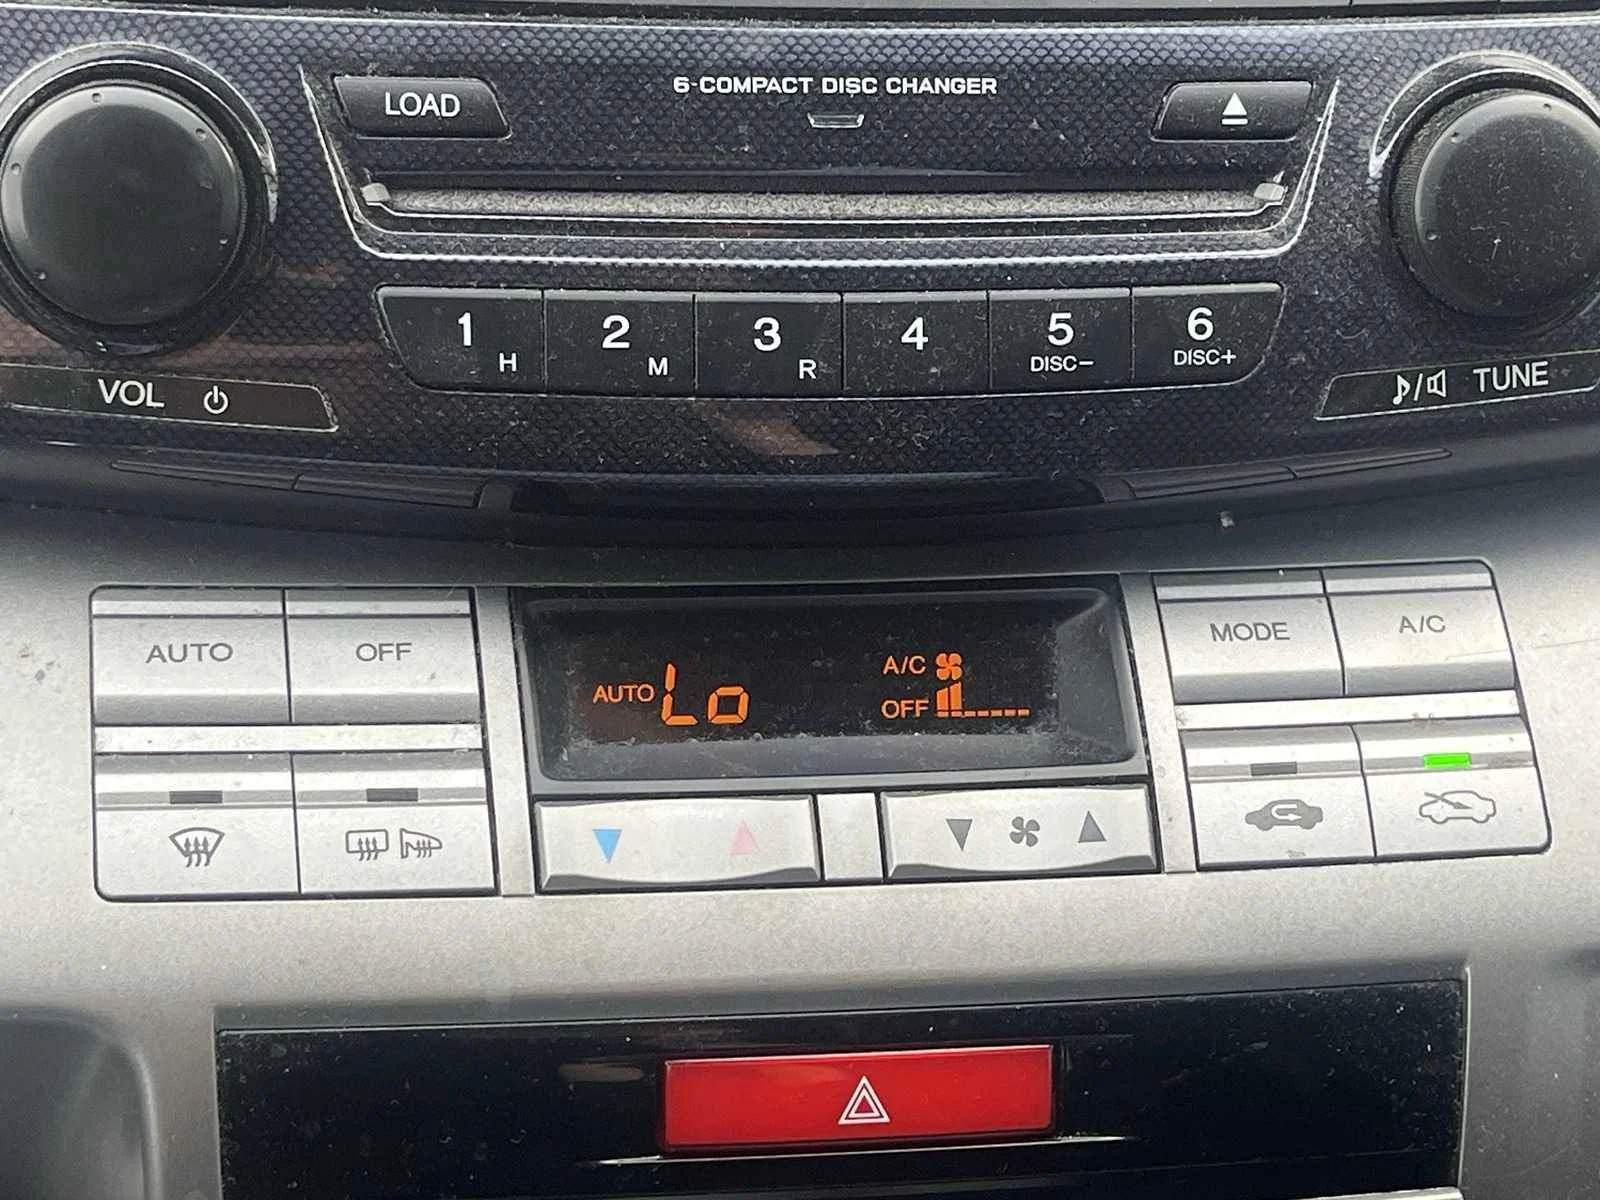 6-COMPACT DISC CHANGER
LOAD
1 H
2 M
3 R
4
5 DISC−
6 DISC+
VOL
TUNE
AUTO
OFF
AUTO Lo
A/C
OFF
MODE
A/C